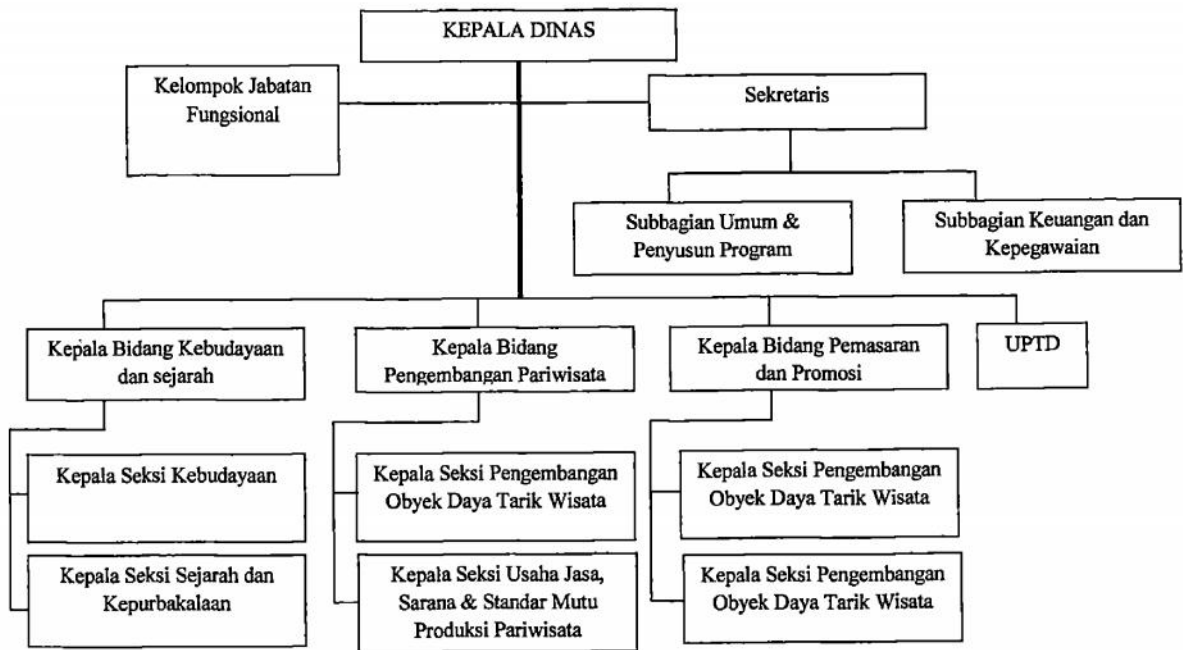 KEPALA DINAS
Kelompok Jabatan
Fungsional
Sekretaris
Subbagian Umum &
Penyusun Program
Subbagian Keuangan dan
Kepegawaian
Kepala Bidang Kebudayaan
dan sejarah
Kepala Bidang
Pengembangan Pariwisata
Kepala Bidang Pemasaran
dan Promosi
UPTD
Kepala Seksi Kebudayaan
Kepala Seksi Pengembangan
Obyek Daya Tarik Wisata
Kepala Seksi Pengembangan
Obyek Daya Tarik Wisata
Kepala Seksi Sejarah dan
Kepurbakalaan
Kepala Seksi Usaha Jasa,
Sarana & Standar Mutu
Produksi Pariwisata
Kepala Seksi Pengembangan
Obyek Daya Tarik Wisata